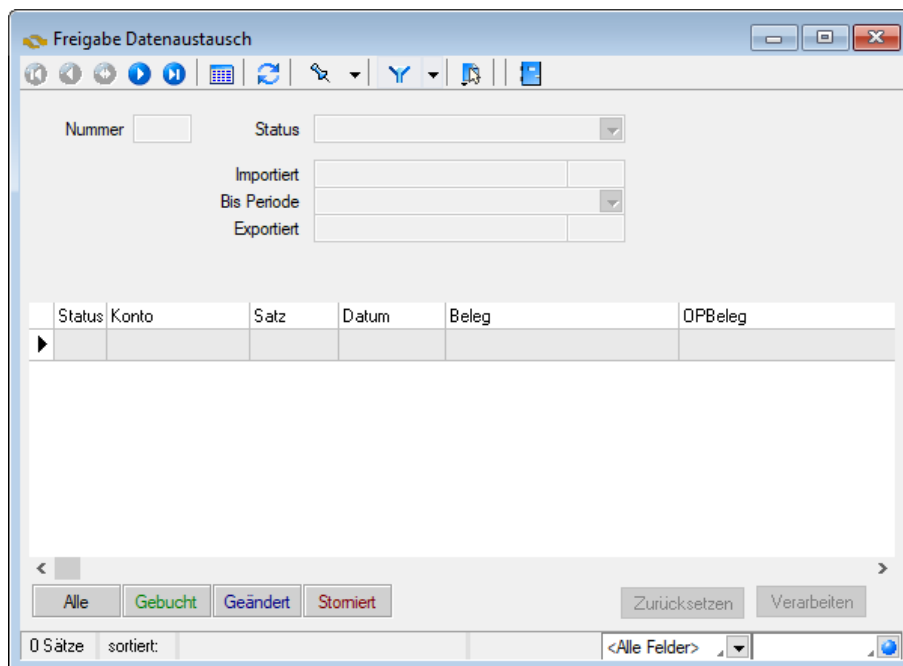 Freigabe Datenaustausch
Nummer Status
Importiert
Bis Periode
Exportiert
Status Konto Satz Datum Beleg OPBeleg
Alle Gebucht Geändert Storniert Zurücksetzen Verarbeiten
0 Sätze sortiert: <Alle Felder>